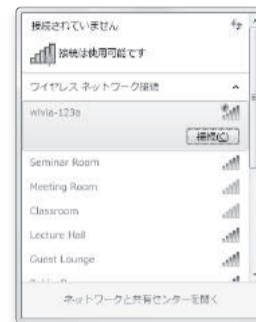 接続されていません
接続は使用可能です
ワイヤレス ネットワーク接続
wivia-123a
接続(C)
Seminar Room
Meeting Room
Classroom
Lecture Hall
Guest Lounge
ネットワークと共有センターを開く